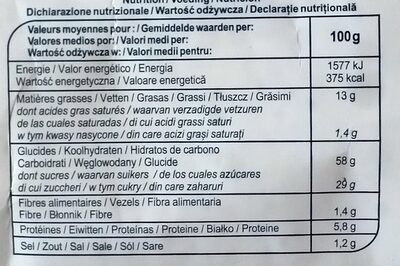 Nutrition / Voeding / Nutrición
Dichiarazione nutrizionale / Wartość odżywcza / Declarație nutrițională
Valeurs moyennes pour : / Gemiddelde waarden per:
Valores medios por: / Valori medi per:
Wartość odżywcza w: / Valori medii pentru:
100g
Energie / Valor energético / Energia
Wartość energetyczna / Valoare energetică
1577 kJ
375 kcal
Matières grasses / Vetten / Grasas / Grassi / Tłuszcz / Grăsimi
13 g
dont acides gras saturés / waarvan verzadigde vetzuren
de las cuales saturadas / di cui acidi grassi saturi
w tym kwasy nasycone / din care acizi grași saturați
1,4 g
Glucides / Koolhydraten / Hidratos de carbono
Carboidrati / Węglowodany / Glucide
58 g
dont sucres / waarvan suikers / de los cuales azúcares
di cui zuccheri / w tym cukry / din care zaharuri
29 g
Fibres alimentaires / Vezels / Fibra alimentaria
Fibre / Błonnik / Fibre
1,4 g
Protéines / Eiwitten / Proteínas / Proteine / Białko / Proteine
5,8 g
Sel / Zout / Sal / Sale / Sól / Sare
1,2 g